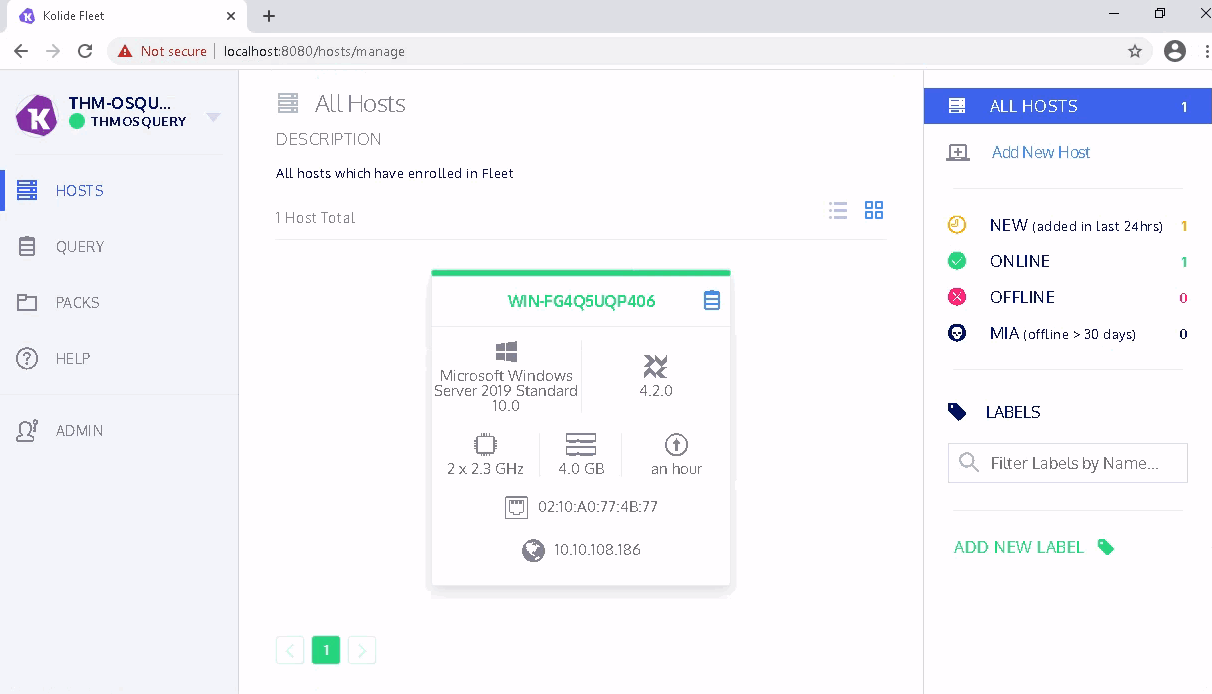 Kolide Fleet
Not secure | localhost:8080/hosts/manage
THM-OSQU...
THMOSQUERY
HOSTS
QUERY
PACKS
HELP
ADMIN
All Hosts
DESCRIPTION
All hosts which have enrolled in Fleet
1 Host Total
WIN-FG4Q5UQP406
Microsoft Windows
Server 2019 Standard
10.0
4.2.0
2 x 2.3 GHz
4.0 GB
an hour
02:10:A0:77:4B:77
10.10.108.186
1
ALL HOSTS 1
Add New Host
NEW (added in last 24hrs) 1
ONLINE 1
OFFLINE 0
MIA (offline > 30 days) 0
LABELS
Filter Labels by Name...
ADD NEW LABEL